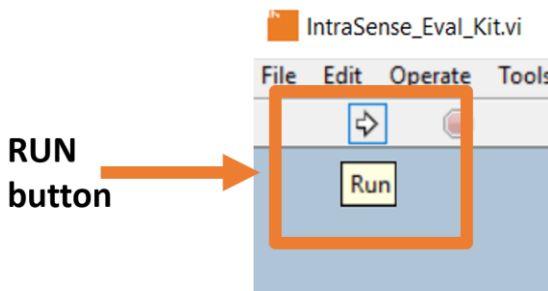 IntraSense_Eval_Kit.vi
File Edit Operate Tools
RUN
button
Run